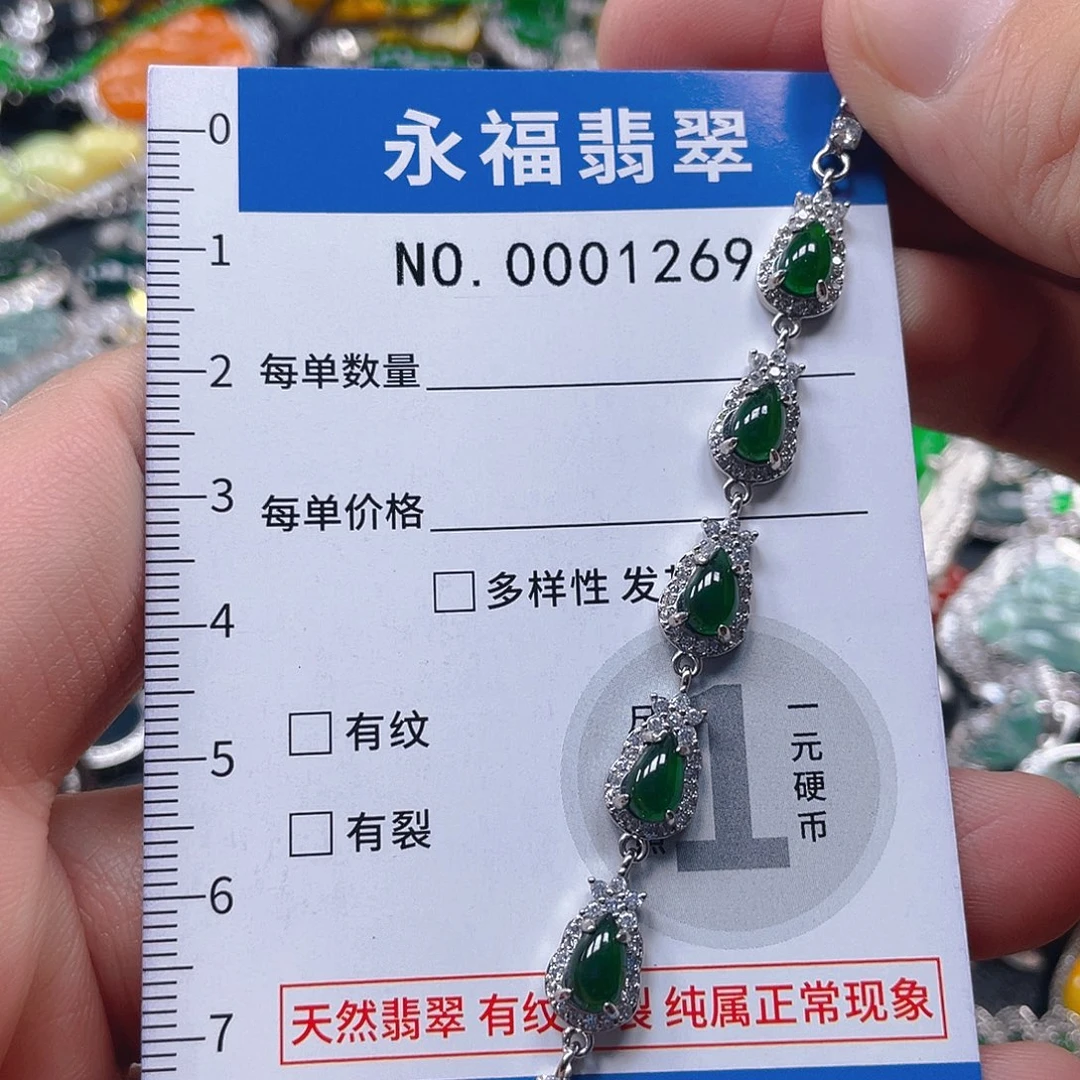 永福翡翠
NO. 0001269
0
1
2
3
4
5
6
7
每单数量
每单价格
多样性 发
有纹
有裂
1
一元硬币
天然翡翠 有纹 裂 纯属正常现象